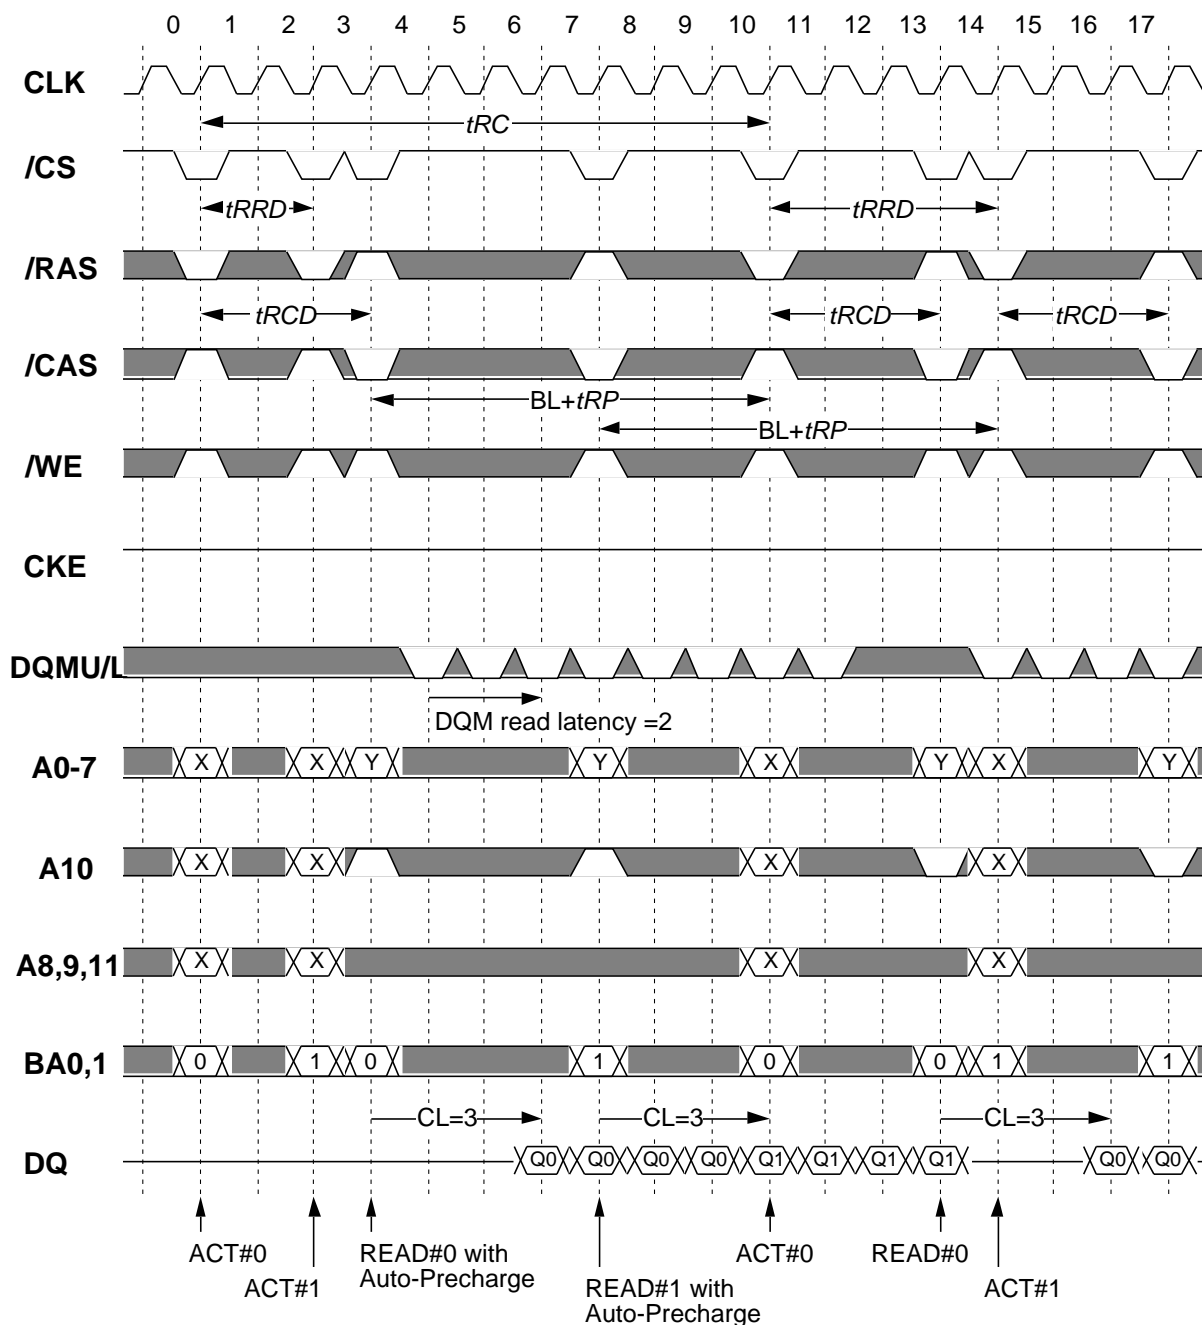 0 1 2 3 4 5 6 7 8 9 10 11 12 13 14 15 16 17
CLK
tRC
/CS
tRRD tRRD
/RAS
tRCD tRCD tRCD
/CAS
BL+tRP
BL+tRP
/WE
CKE
DQMU/L
DQM read latency =2
A0-7 X X Y Y X Y X Y
A10 X X X X
A8,9,11 X X X X
BA0,1 0 1 0 1 0 0 1 1
CL=3 CL=3 CL=3
DQ Q0 Q0 Q0 Q0 Q1 Q1 Q1 Q1 Q0 Q0
ACT#0 READ#0 with ACT#0 READ#0
Auto-Precharge
ACT#1 READ#1 with ACT#1
Auto-Precharge